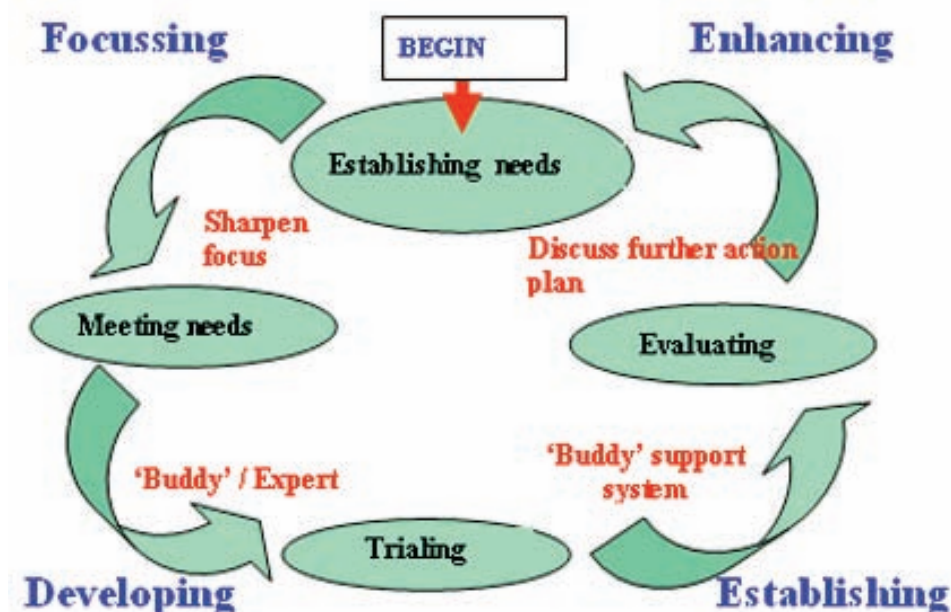 Focussing
BEGIN
Enhancing
Establishing needs
Sharpen
focus
Discuss further action
plan
Meeting needs
Evaluating
‘Buddy’ / Expert
‘Buddy’ support
system
Trialing
Developing
Establishing